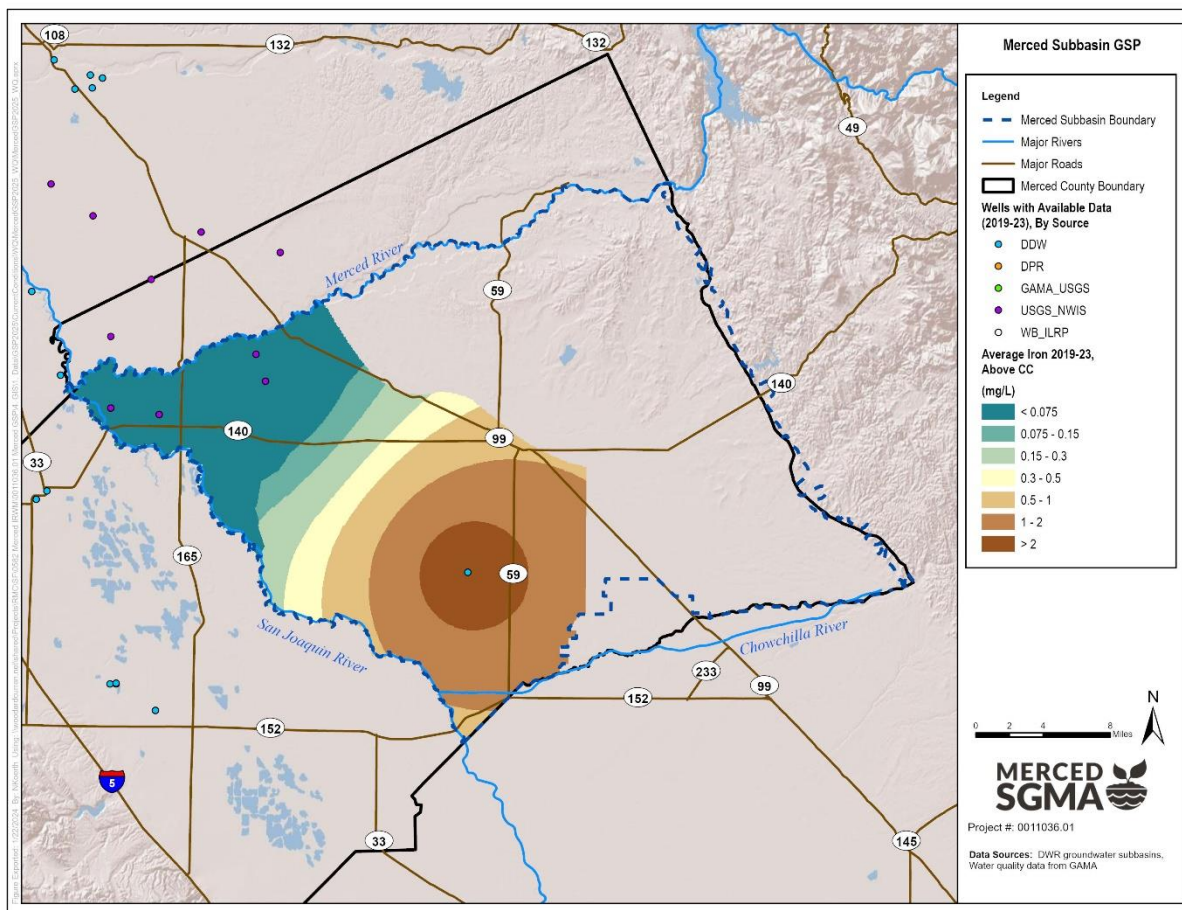 108
132
132
49
Merced River
59
140
140
99
33
165
59
San Joaquin River
Chowchilla River
233
99
152
152
5
33
145
Merced Subbasin GSP
Legend
Merced Subbasin Boundary
Major Rivers
Major Roads
Merced County Boundary
Wells with Available Data
(2019-23), By Source
DDW
DPR
GAMA_USGS
USGS_NWIS
WB_ILRP
Average Iron 2019-23,
Above CC
(mg/L)
< 0.075
0.075 - 0.15
0.15 - 0.3
0.3 - 0.5
0.5 - 1
1 - 2
> 2
N
0 2 4 8
Miles
MERCED
SGMA
Project #: 0011036.01
Data Sources: DWR groundwater subbasins,
Water quality data from GAMA